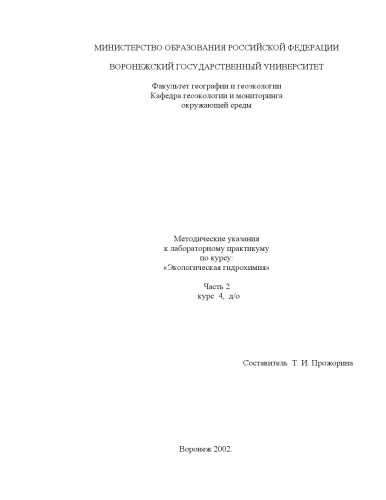 МИНИСТЕРСТВО ОБРАЗОВАНИЯ РОССИЙСКОЙ ФЕДЕРАЦИИ
ВОРОНЕЖСКИЙ ГОСУДАРСТВЕННЫЙ УНИВЕРСИТЕТ
Факультет географии и геоэкологии
Кафедра геоэкологии и мониторинга
окружающей среды
Методические указания
к лабораторному практикуму
по курсу:
«Экологическая гидрохимия»
Часть 2
курс 4, д/о
Составитель Т. И. Прожорина
Воронеж 2002.